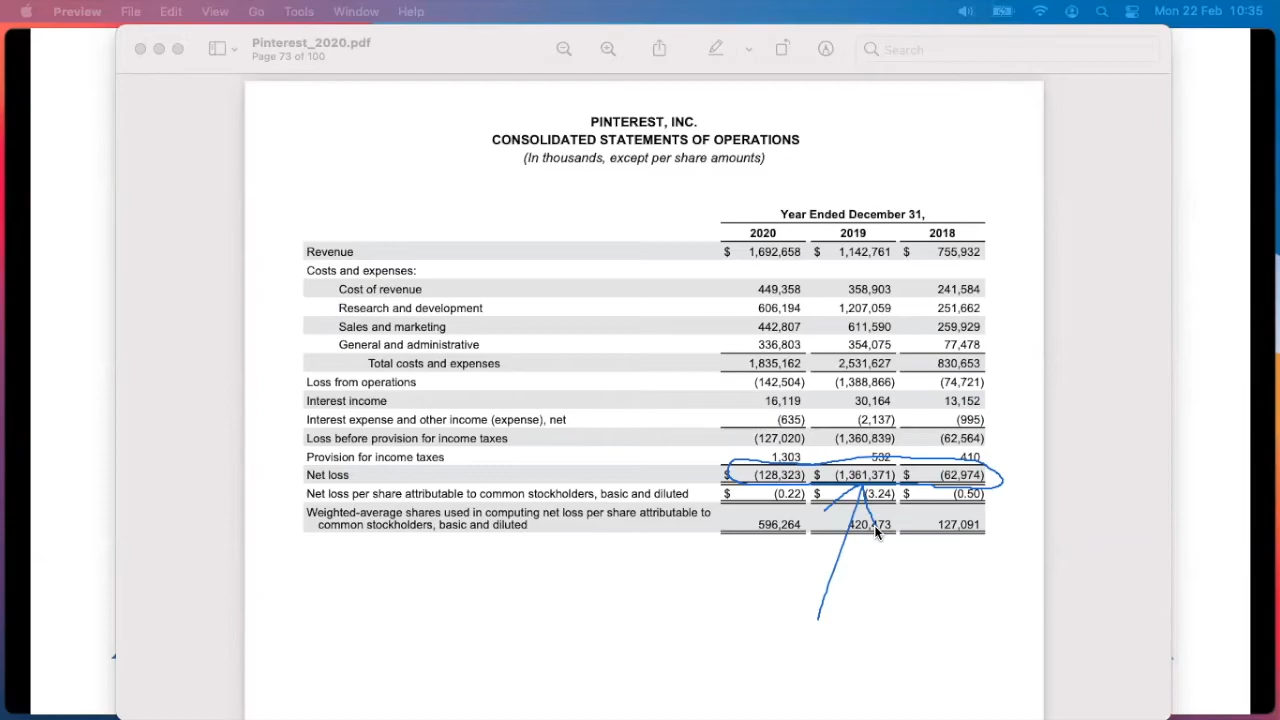 Preview File Edit View Go Tools Window Help Mon 22 Feb 10:35
Pinterest_2020.pdf
Page 73 of 100
Search
PINTEREST, INC.
CONSOLIDATED STATEMENTS OF OPERATIONS
(In thousands, except per share amounts)
Year Ended December 31,
2020 2019 2018
Revenue $ 1,692,658 $ 1,142,761 $ 755,932
Costs and expenses:
Cost of revenue 449,358 358,903 241,584
Research and development 606,194 1,207,059 251,662
Sales and marketing 442,807 611,590 259,929
General and administrative 336,803 354,075 77,478
Total costs and expenses 1,835,162 2,531,627 830,653
Loss from operations (142,504) (1,388,866) (74,721)
Interest income 16,119 30,164 13,152
Interest expense and other income (expense), net (635) (2,137) (995)
Loss before provision for income taxes (127,020) (1,360,839) (62,564)
Provision for income taxes 1,303 532 410
Net loss $ (128,323) $ (1,361,371) $ (62,974)
Net loss per share attributable to common stockholders, basic and diluted $ (0.22) $ (3.24) $ (0.50)
Weighted-average shares used in computing net loss per share attributable to
common stockholders, basic and diluted 596,264 420,473 127,091